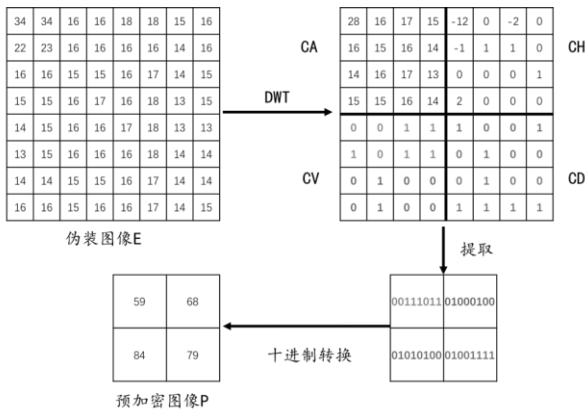 34 34 16 16 18 18 15 16 28 16 17 15 -12 0 -2 0
22 23 16 16 16 16 14 16 CA 16 15 16 14 -1 1 1 0 CH
16 16 15 15 16 17 14 15 14 16 17 13 0 0 0 1
15 15 16 17 16 18 13 15 DWT 15 15 16 14 2 0 0 0
14 15 16 16 17 18 13 13 0 0 1 1 1 0 0 1
13 15 16 16 16 18 14 14 1 0 1 1 0 1 0 0
14 14 15 15 16 17 14 14 CV 0 1 0 0 0 1 0 0 CD
16 16 15 15 16 17 14 15 0 1 0 0 1 1 1 1
伪装图像E
提取
59 68 00111011 01000100
84 79 十进制转换 01010100 01001111
预加密图像P